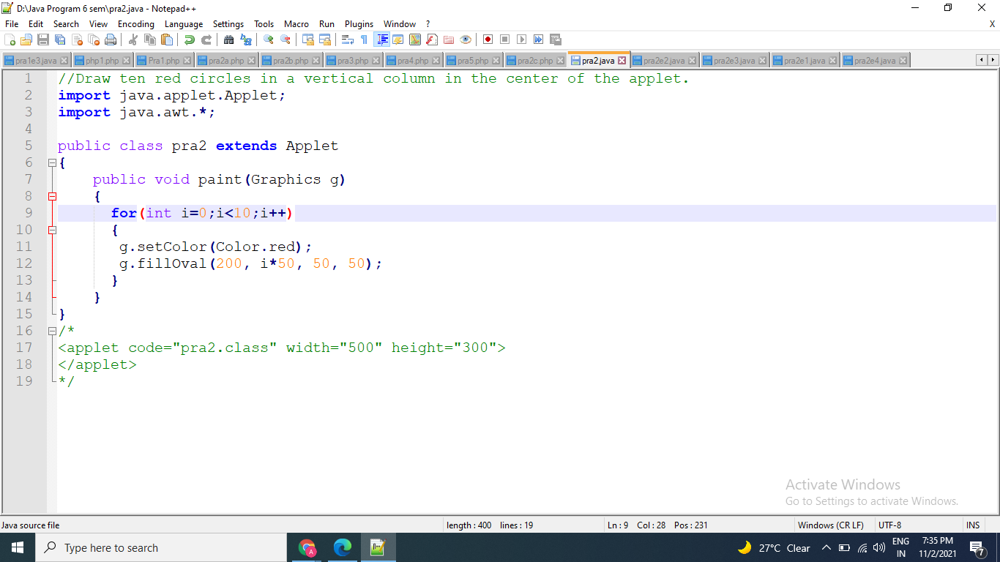 D:\Java Program 6 sem\pra2.java - Notepad++
File Edit Search View Encoding Language Settings Tools Macro Run Plugins Window ? X
pra1e3.java php1.php Pra1.php pra2a.php pra2b.php pra3.php pra4.php pra5.php pra2c.php pra2.java pra2e2.java pra2e3.java pra2e1.java pra2e4.java
1 //Draw ten red circles in a vertical column in the center of the applet.
2 import java.applet.Applet;
3 import java.awt.*;
4
5 public class pra2 extends Applet
6 {
7 public void paint(Graphics g)
8 {
9 for(int i=0;i<10;i++)
10 {
11 g.setColor(Color.red);
12 g.fillOval(200, i*50, 50, 50);
13 }
14 }
15 }
16 /*
17 <applet code="pra2.class" width="500" height="300">
18 </applet>
19 */
Activate Windows
Go to Settings to activate Windows.
Java source file length : 400 lines : 19 Ln : 9 Col : 28 Pos : 231 Windows (CR LF) UTF-8 INS
Type here to search A 27°C Clear ENG 7:35 PM
IN 11/2/2021 7